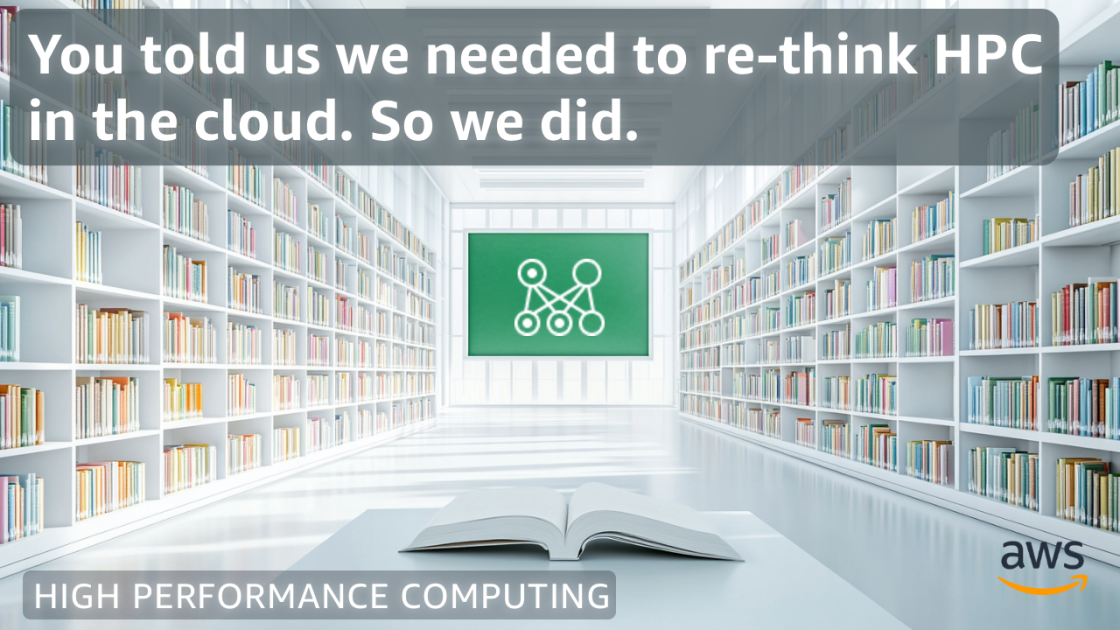 You told us we needed to re-think HPC
in the cloud. So we did.
HIGH PERFORMANCE COMPUTING
aws